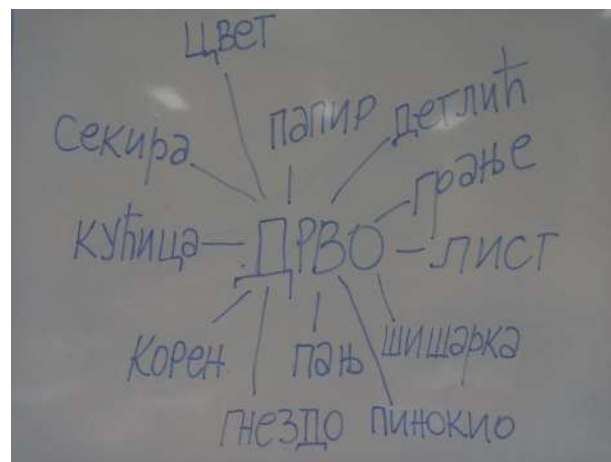 цвет
папир
детлић
секира
грање
кућица
ДРВО
лист
корен
пањ
шишарка
гнездо
пинокио